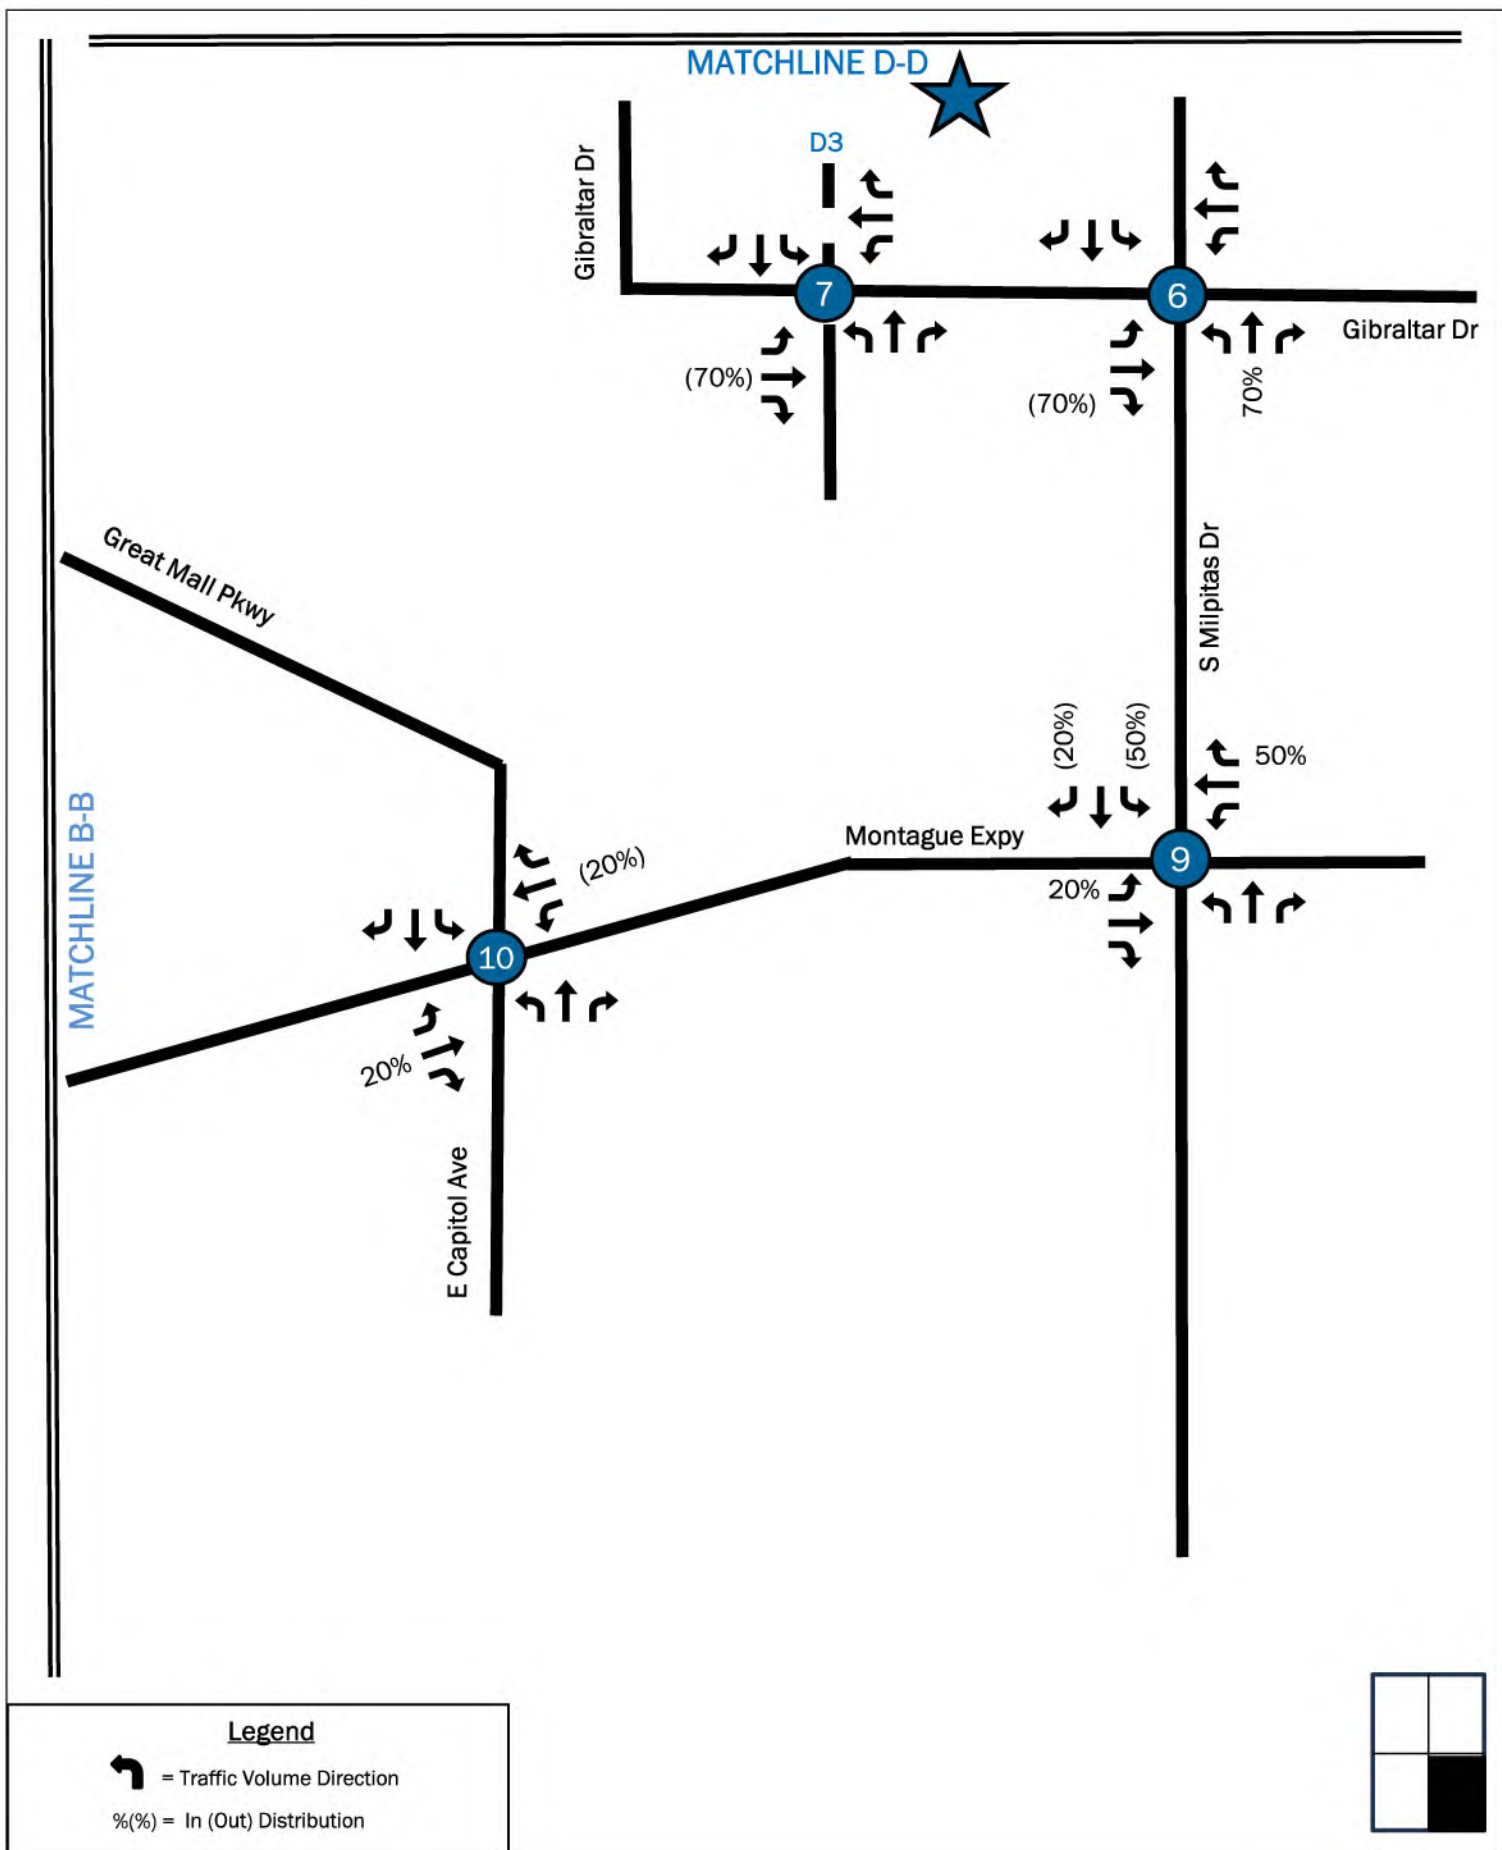 MATCHLINE D-D
D3
Gibraltar Dr
7
6
Gibraltar Dr
(70%)
(70%)
70%
Great Mall Pkwy
S Milpitas Dr
(20%)
(50%)
50%
MATCHLINE B-B
Montague Expy
(20%)
9
20%
10
20%
E Capitol Ave
Legend
= Traffic Volume Direction
%(%) = In (Out) Distribution